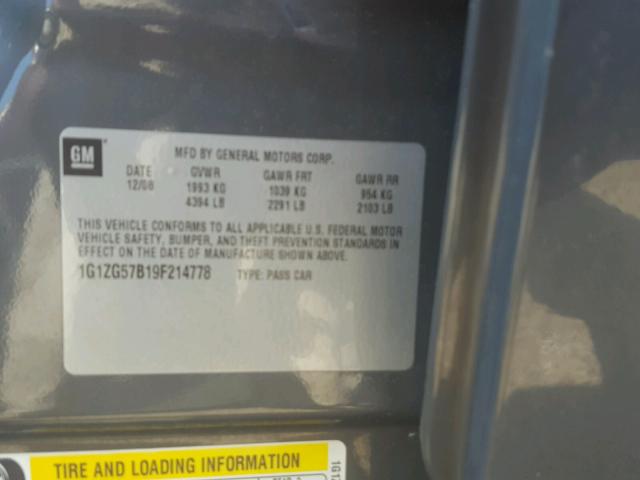 GM
MFD BY GENERAL MOTORS CORP.
DATE GVWR GAWR FRT GAWR RR
12/08 1993 KG 1039 KG 954 KG
4394 LB 2291 LB 2103 LB
THIS VEHICLE CONFORMS TO ALL APPLICABLE U.S. FEDERAL MOTOR
VEHICLE SAFETY, BUMPER, AND THEFT PREVENTION STANDARDS IN
EFFECT ON THE DATE OF MANUFACTURE SHOWN ABOVE.
1G1ZG57B19F214778 TYPE: PASS CAR
TIRE AND LOADING INFORMATION